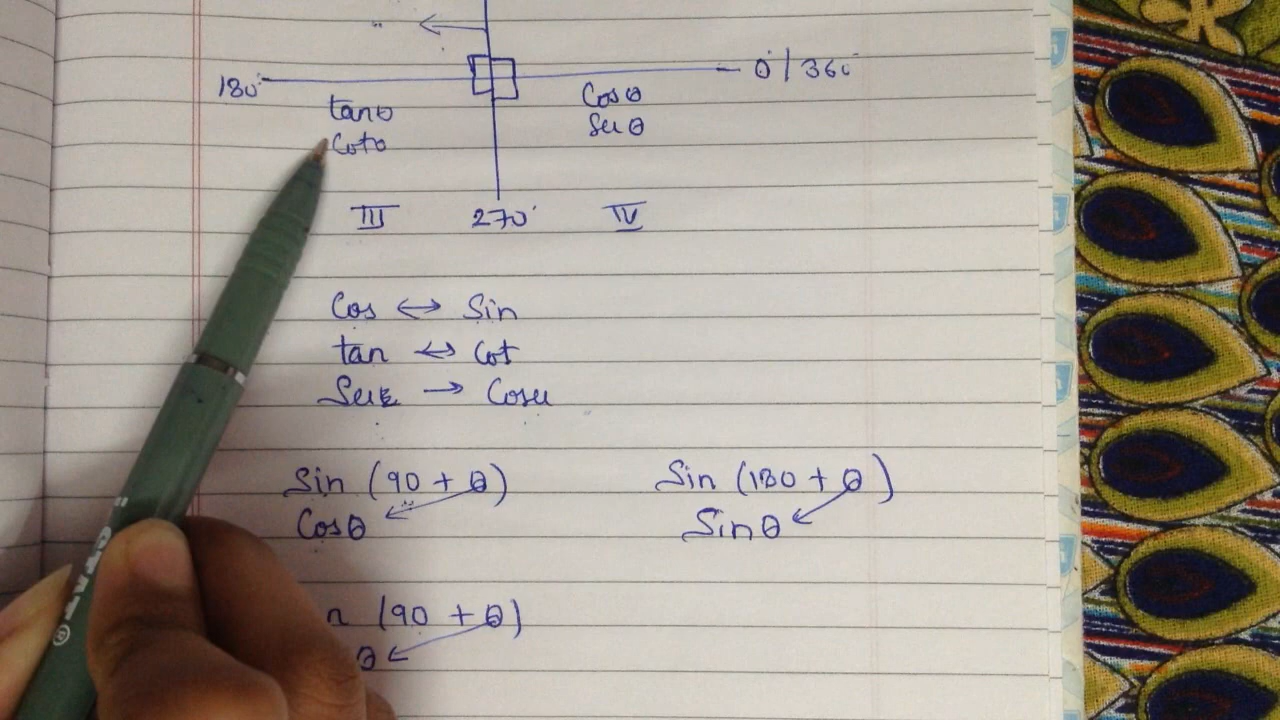 180° 0° / 360°
tanθ Cosθ
Cotθ Secθ
III 270° IV
Cos ↔ Sin
tan ↔ Cot
Sec → Cosec
Sin (90 + θ) Sin (180 + θ)
Cosθ Sinθ
n (90 + θ)
θ